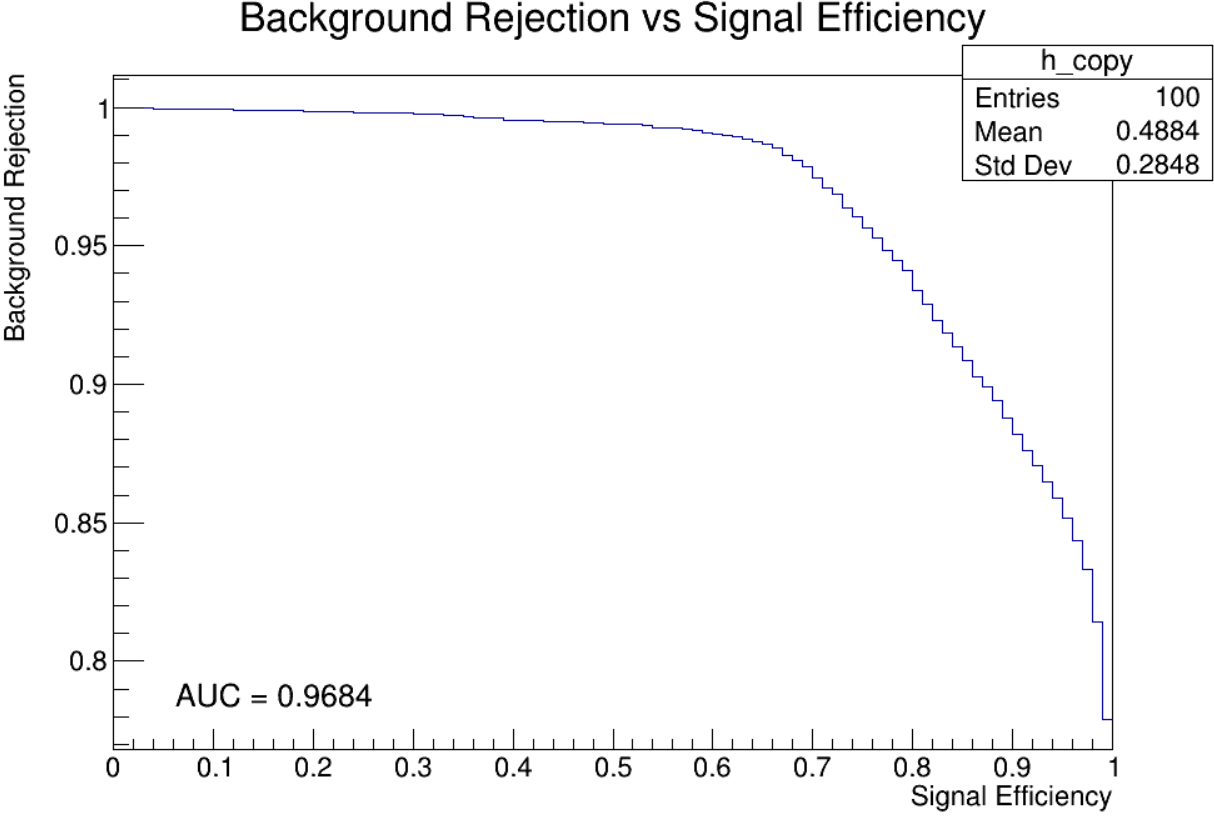 Background Rejection vs Signal Efficiency
h_copy
Entries 100
Mean 0.4884
Std Dev 0.2848
Background Rejection
1
0.95
0.9
0.85
0.8
AUC = 0.9684
0 0.1 0.2 0.3 0.4 0.5 0.6 0.7 0.8 0.9 1
Signal Efficiency